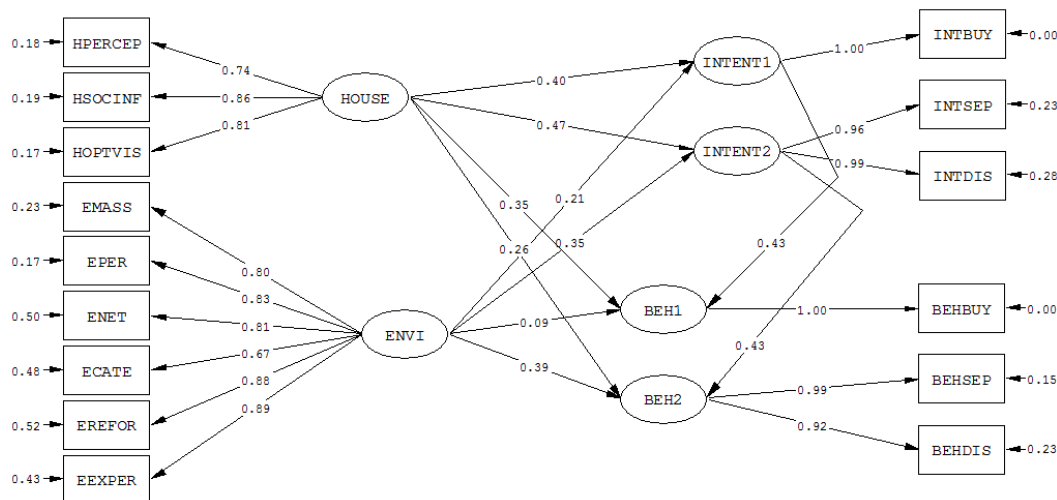 0.18 HPERCEP
0.19 HSOCINF
0.17 HOPTVIS
0.23 EMASS
0.17 EPER
0.50 ENET
0.48 ECATE
0.52 EREFOR
0.43 EEXPER
0.74
0.86
0.81
0.80
0.83
0.81
0.67
0.88
0.89
HOUSE
ENVI
0.40
0.47
0.35
0.26
0.21
0.35
0.09
0.39
INTENT1
INTENT2
BEH1
BEH2
0.43
0.43
1.00
0.96
0.99
1.00
0.99
0.92
INTBUY 0.00
INTSEP 0.23
INTDIS 0.28
BEHBUY 0.00
BEHSEP 0.15
BEHDIS 0.23